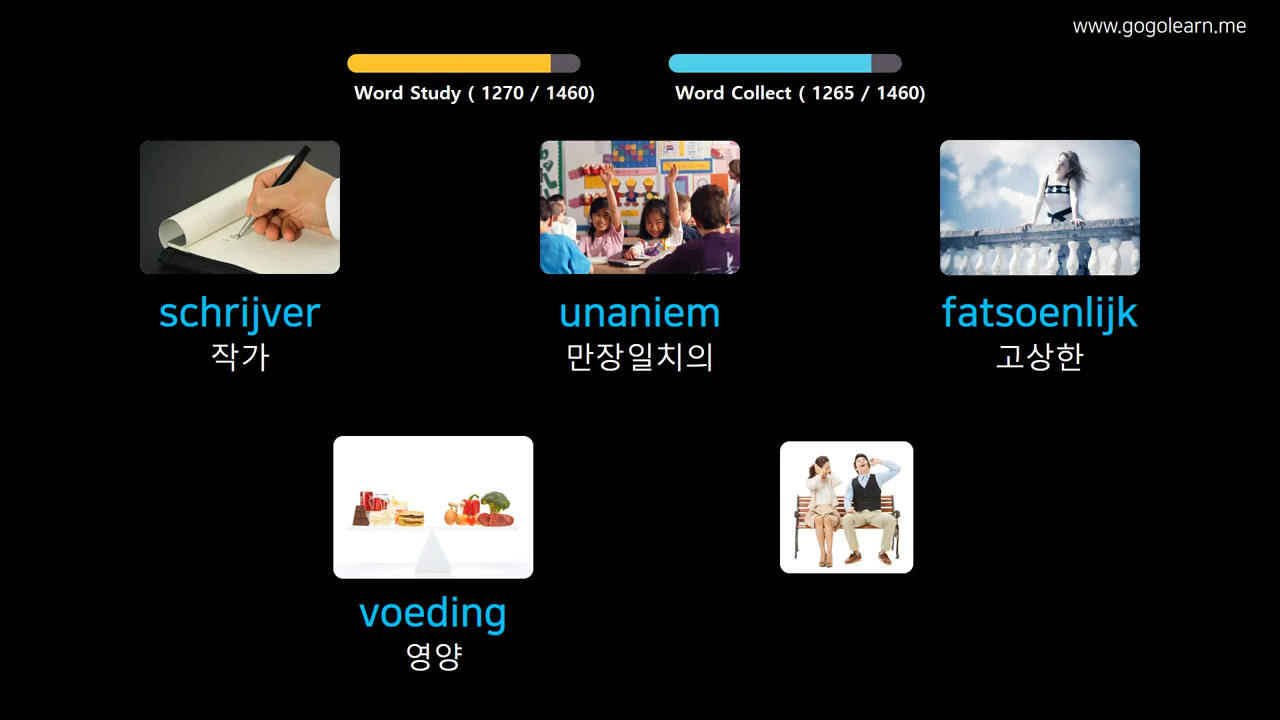 www.gogolearn.me
Word Study ( 1270 / 1460)
Word Collect ( 1265 / 1460)
schrijver
작가
unaniem
만장일치의
fatsoenlijk
고상한
voeding
영양